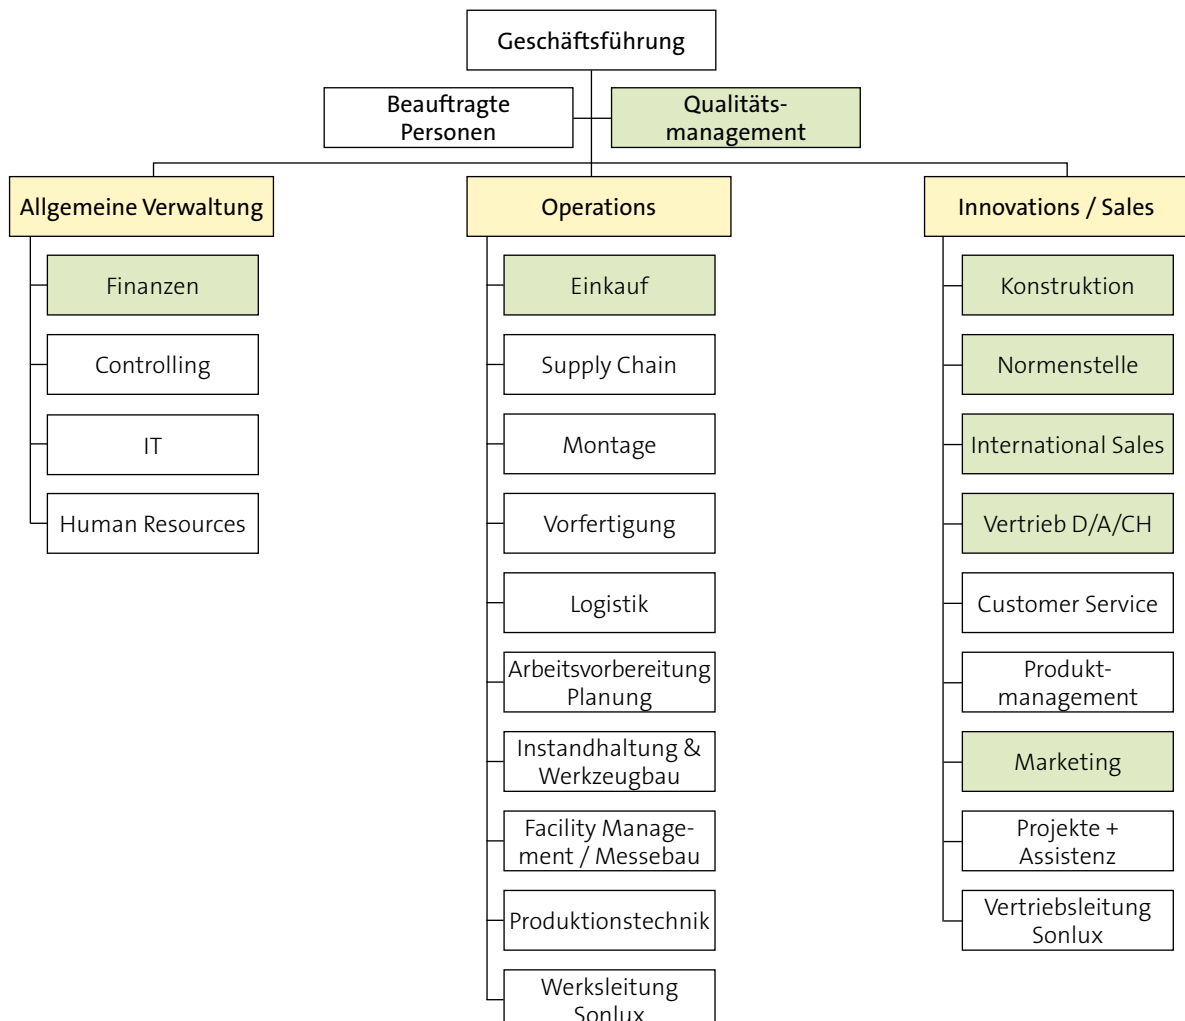 Geschäftsführung
Beauftragte
Personen
Qualitäts-
management
Allgemeine Verwaltung
Finanzen
Controlling
IT
Human Resources
Operations
Einkauf
Supply Chain
Montage
Vorfertigung
Logistik
Arbeitsvorbereitung
Planung
Instandhaltung &
Werkzeugbau
Facility Manage-
ment / Messebau
Produktionstechnik
Werksleitung
Sonlux
Innovations / Sales
Konstruktion
Normenstelle
International Sales
Vertrieb D/A/CH
Customer Service
Produkt-
management
Marketing
Projekte +
Assistenz
Vertriebsleitung
Sonlux